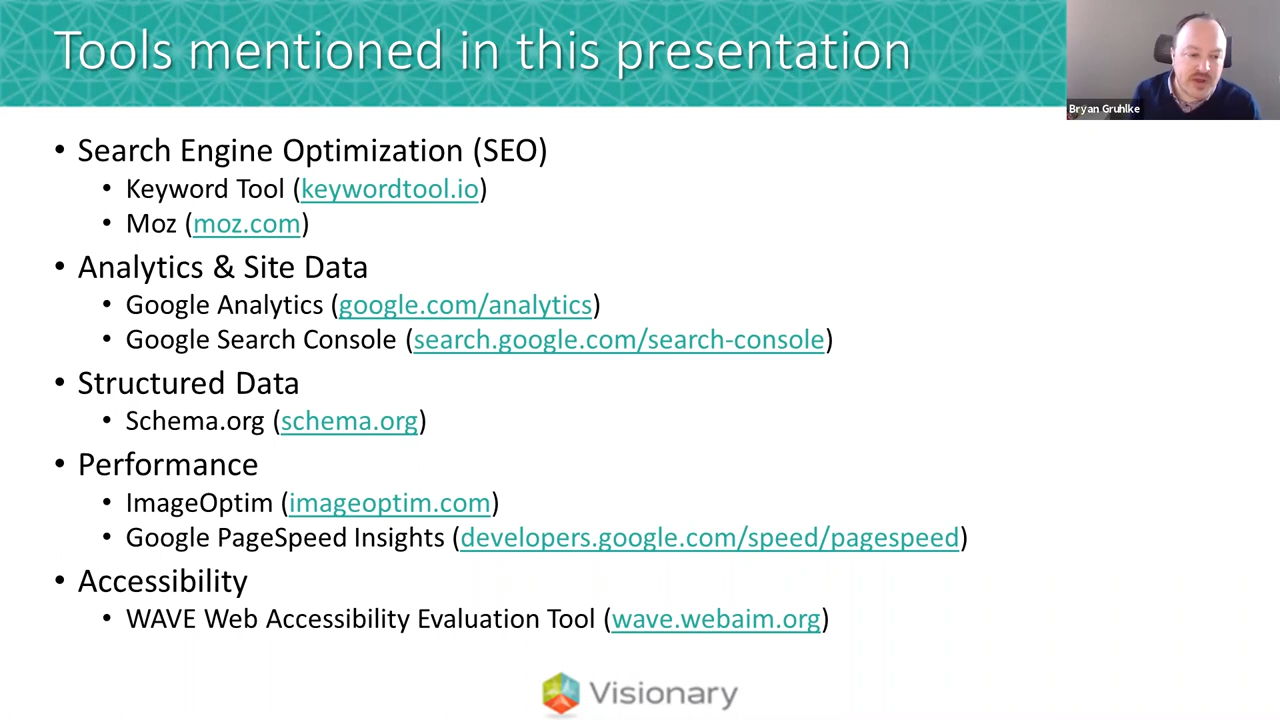 Tools mentioned in this presentation
Bryan Gruhlke
• Search Engine Optimization (SEO)
• Keyword Tool (keywordtool.io)
• Moz (moz.com)
• Analytics & Site Data
• Google Analytics (google.com/analytics)
• Google Search Console (search.google.com/search-console)
• Structured Data
• Schema.org (schema.org)
• Performance
• ImageOptim (imageoptim.com)
• Google PageSpeed Insights (developers.google.com/speed/pagespeed)
• Accessibility
• WAVE Web Accessibility Evaluation Tool (wave.webaim.org)
Visionary